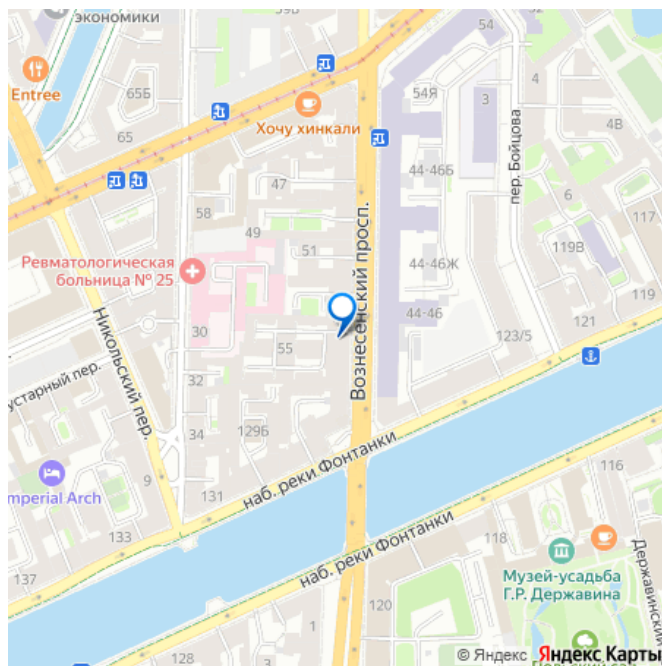 экономики
59В
Entree
65Б
65
Хочу хинкали
54Я
3
4
4В
пер. Бойцова
47
44-46Б
58
49
6
117
51
119В
Ревматологическая
больница № 25
44-46Ж
119
Вознесенский просп.
44-46
121
123/5
30
55
Никольский пер.
устарный пер.
32
34
129Б
наб. реки Фонтанки
Imperial Arch
9
131
116
133
118
наб. реки Фонтанки
137
Музей-усадьба
Г.Р. Державина
Державинский
120
1
3
© Яндекс Яндекс Карты